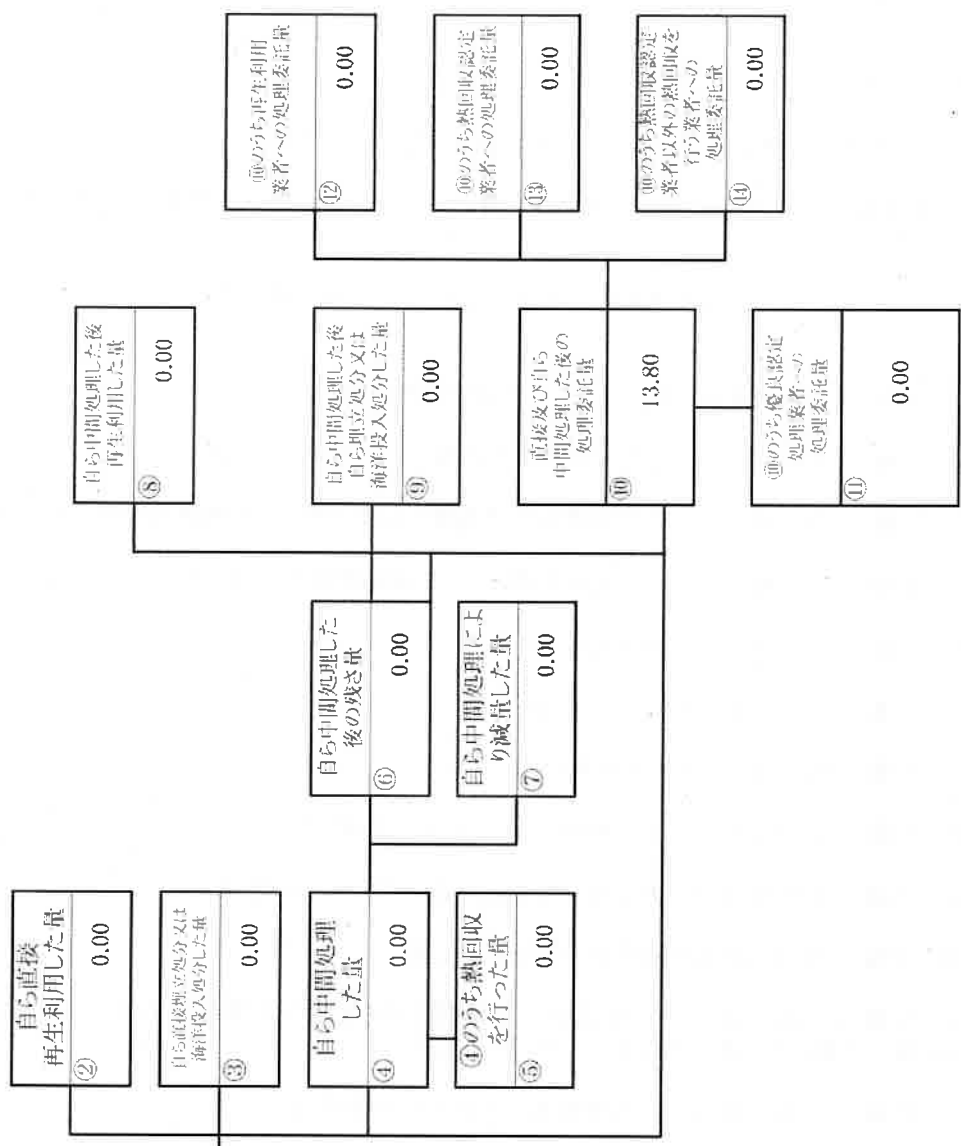 自ら直接
再生利用した量
②
0.00
自ら直接埋立処分又は
海洋投入処分した量
③
0.00
自ら中間処理
した量
④
0.00
④のうち熱回収
を行った量
⑤
0.00
自ら中間処理した
後の残さ量
⑥
0.00
自ら中間処理によ
り減量した量
⑦
0.00
自ら中間処理した後
再生利用した量
⑧
0.00
自ら中間処理した後
自ら埋立処分又は
海洋投入処分した量
⑨
0.00
直接及び自ら
中間処理した後の
処理委託量
⑩
13.80
⑩のうち優良認定
処理業者への
処理委託量
⑪
0.00
⑩のうち再生利用
業者への処理委託量
⑫
0.00
⑩のうち熱回収認定
業者への処理委託量
⑬
0.00
⑩のうち熱回収認定
業者以外の熱回収を
行う業者への
処理委託量
⑭
0.00